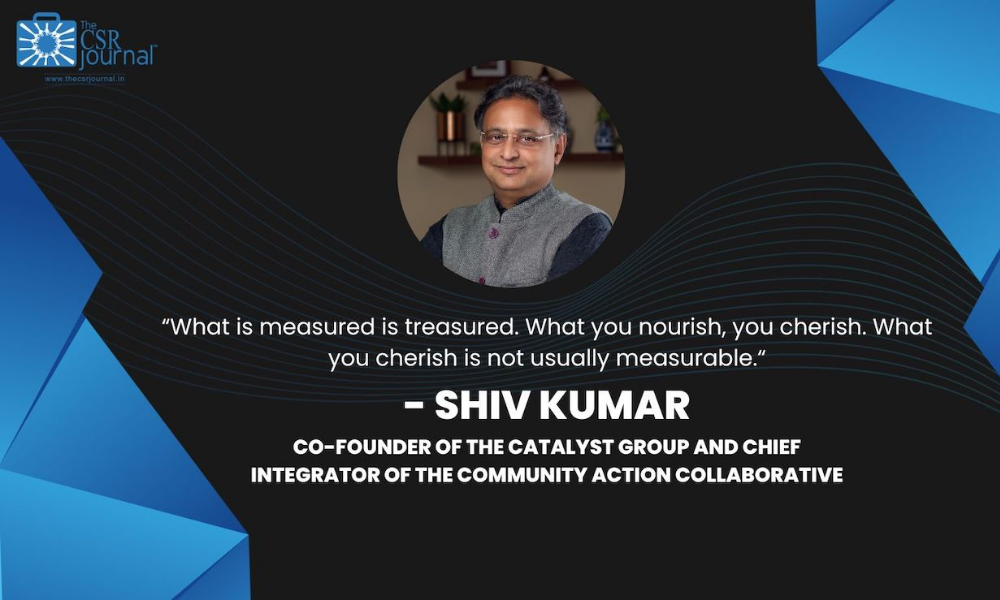 The
CSR
Journal
www.thecsrjournal.in
“What is measured is treasured. What you nourish, you cherish. What
you cherish is not usually measurable.“
- SHIV KUMAR
CO-FOUNDER OF THE CATALYST GROUP AND CHIEF
INTEGRATOR OF THE COMMUNITY ACTION COLLABORATIVE